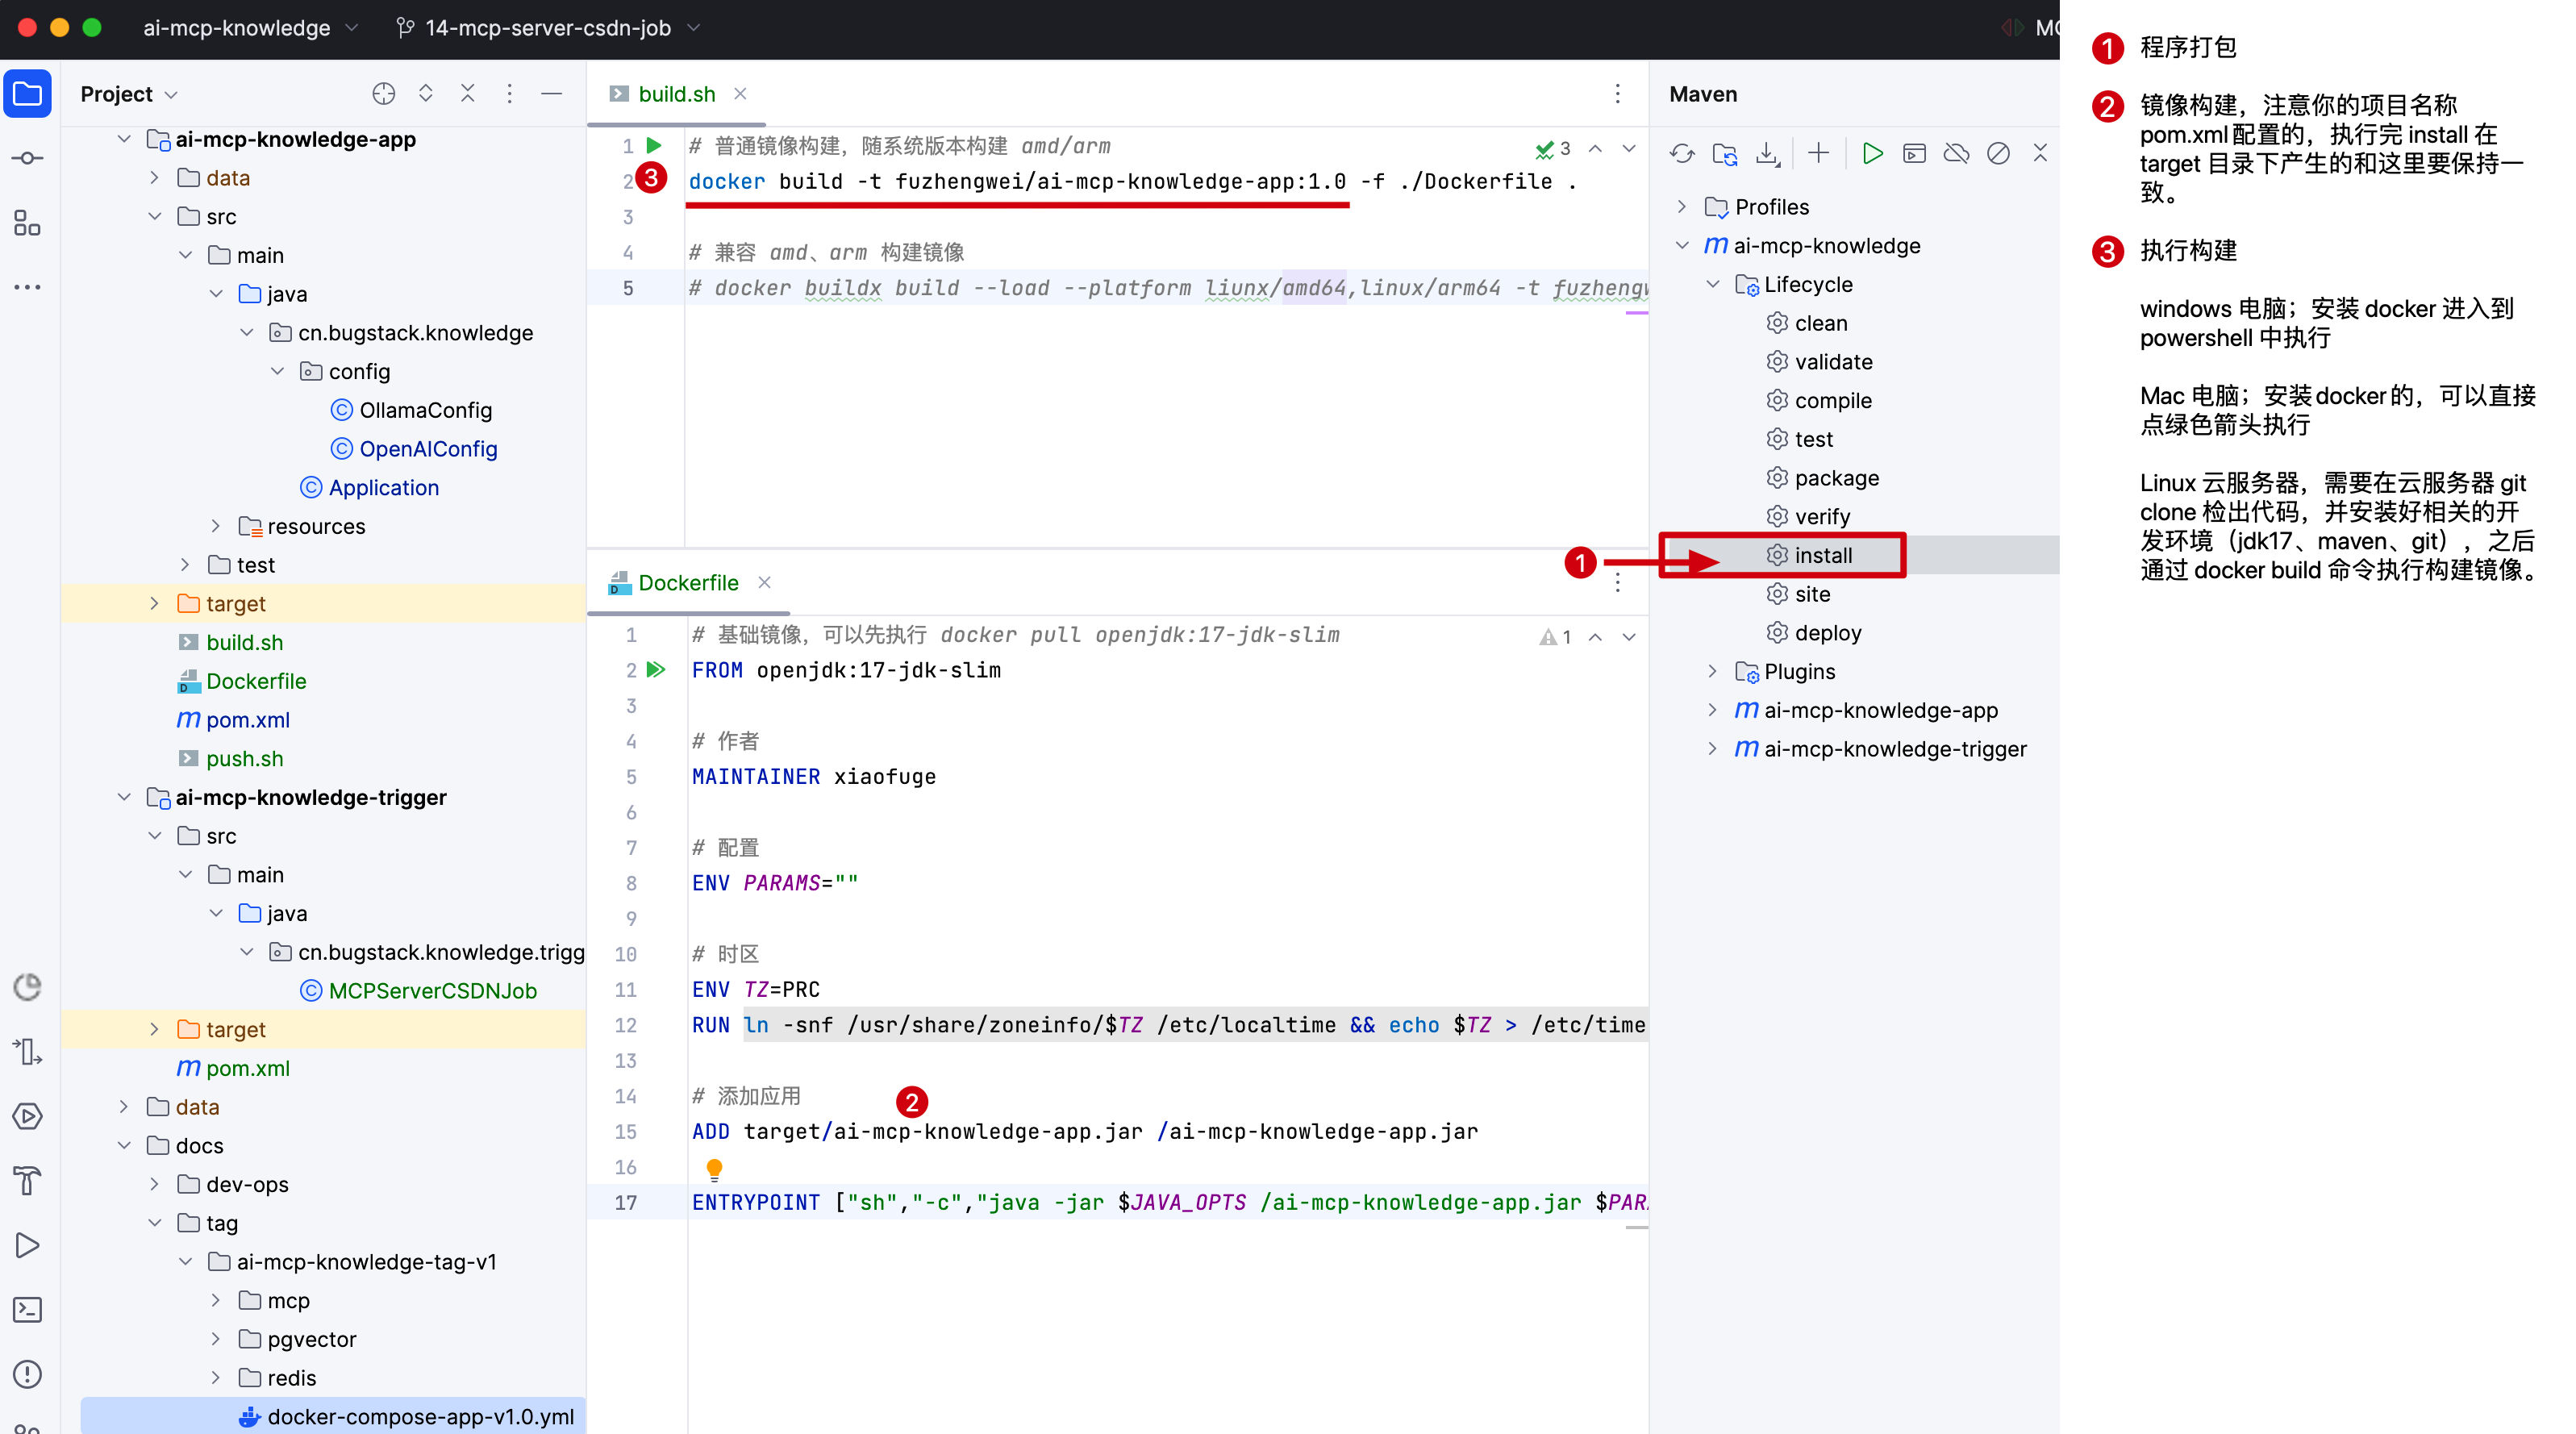 ai-mcp-knowledge
14-mcp-server-csdn-job
Project
ai-mcp-knowledge-app
data
src
main
java
cn.bugstack.knowledge
config
OllamaConfig
OpenAIConfig
Application
resources
test
target
build.sh
Dockerfile
pom.xml
push.sh
ai-mcp-knowledge-trigger
src
main
java
cn.bugstack.knowledge.trigg
MCPServerCSDNJob
target
pom.xml
data
docs
dev-ops
tag
ai-mcp-knowledge-tag-v1
mcp
pgvector
redis
docker-compose-app-v1.0.yml
build.sh
3
1 # 普通镜像构建，随系统版本构建 amd/arm
2 3 docker build -t fuzhengwei/ai-mcp-knowledge-app:1.0 -f ./Dockerfile .
3
4 # 兼容 amd、arm 构建镜像
5 # docker buildx build --load --platform liunx/amd64,linux/arm64 -t fuzhengw
Dockerfile
1
1 # 基础镜像，可以先执行 docker pull openjdk:17-jdk-slim
2 FROM openjdk:17-jdk-slim
3
4 # 作者
5 MAINTAINER xiaofuge
6
7 # 配置
8 ENV PARAMS=""
9
10 # 时区
11 ENV TZ=PRC
12 RUN ln -snf /usr/share/zoneinfo/$TZ /etc/localtime && echo $TZ > /etc/time
13
14 # 添加应用
2
15 ADD target/ai-mcp-knowledge-app.jar /ai-mcp-knowledge-app.jar
16
17 ENTRYPOINT ["sh","-c","java -jar $JAVA_OPTS /ai-mcp-knowledge-app.jar $PAR
Maven
Profiles
ai-mcp-knowledge
Lifecycle
clean
validate
compile
test
package
verify
1 install
site
deploy
Plugins
ai-mcp-knowledge-app
ai-mcp-knowledge-trigger
1 程序打包
2 镜像构建，注意你的项目名称
pom.xml配置的，执行完 install 在
target 目录下产生的和这里要保持一
致。
3 执行构建
windows 电脑；安装 docker 进入到
powershell 中执行
Mac 电脑；安装docker的，可以直接
点绿色箭头执行
Linux 云服务器，需要在云服务器 git
clone 检出代码，并安装好相关的开
发环境（jdk17、maven、git），之后
通过 docker build 命令执行构建镜像。